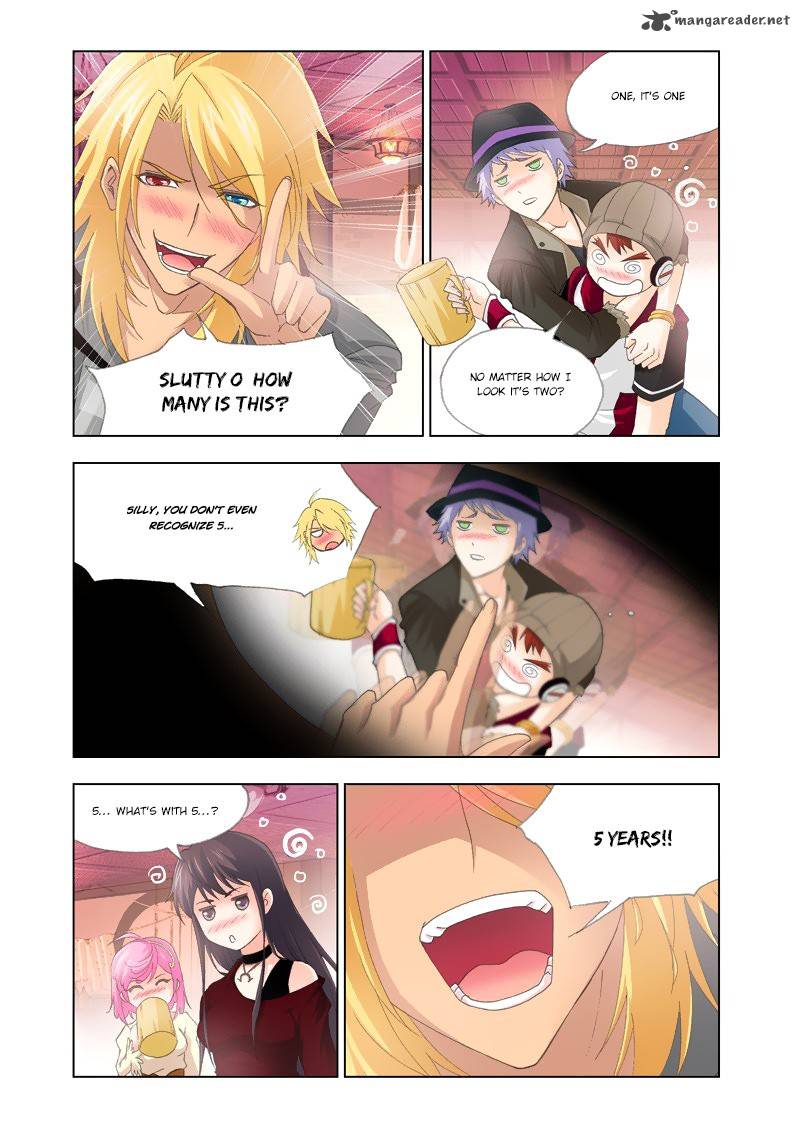 mangareader.net
SLUTTY O HOW
MANY IS THIS?
ONE, IT'S ONE
NO MATTER HOW I
LOOK IT'S TWO?
SILLY, YOU DON'T EVEN
RECOGNIZE 5...
5... WHAT'S WITH 5...?
5 YEARS!!